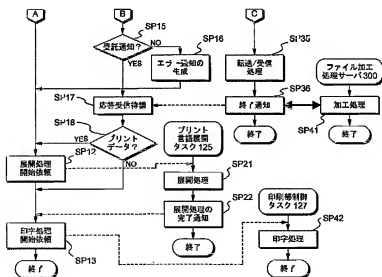 A
B
C
SP15
受託通知?
NO
YES
SP16
エラー通知の
生成
SP35
転送/受信
処理
ファイル加工
処理サーバ300
SP17
応答受信待機
SP36
終了通知
加工処理
SP41
終了
終了
SP18
プリント
データ?
YES
NO
プリント
言語展開
タスク125
SP12
展開処理
開始依頼
SP21
展開処理
SP22
展開処理の
完了通知
終了
印刷部制御
タスク127
SP42
印字処理
終了
印字処理
開始依頼
SP13
終了